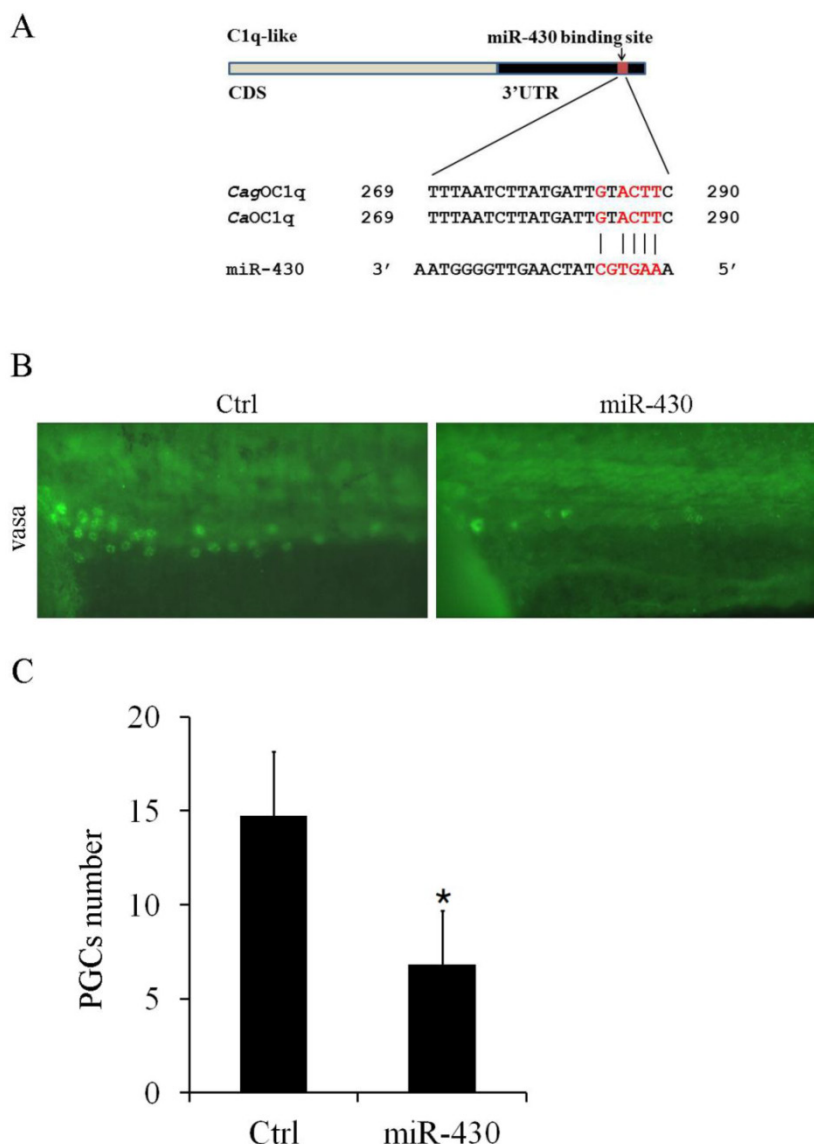 A
C1q-like miR-430 binding site
CDS 3’UTR
CagOC1q 269 TTTAATCTTATGATTGTACTTC 290
CaOC1q 269 TTTAATCTTATGATTGTACTTC 290
miR-430 3’ AATGGGGTTGAACTATCGTGAAA 5’
B
Ctrl miR-430
vasa
C
20
15
10
5
0
PGCs number
*
Ctrl miR-430